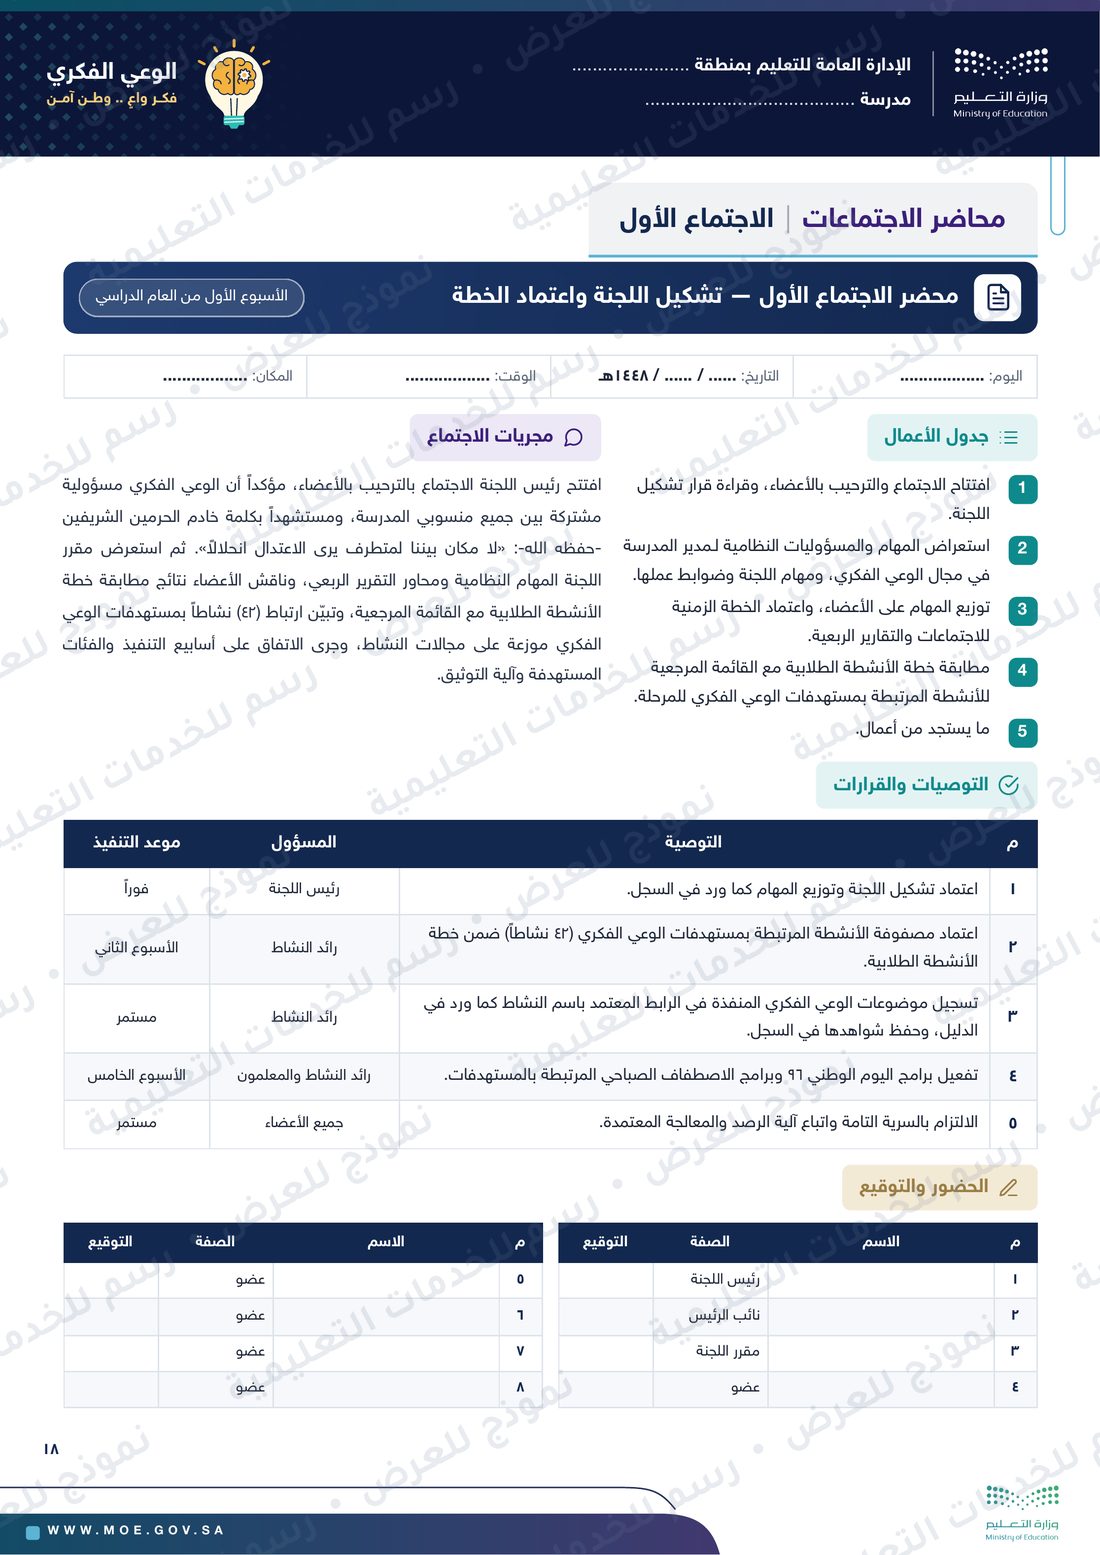 وزارة التعليم
Ministry of Education
الإدارة العامة للتعليم بمنطقة ......................
مدرسة ........................................
الوعي الفكري
فكـر واعِ .. وطـن آمـن
محاضر الاجتماعات | الاجتماع الأول
محضر الاجتماع الأول — تشكيل اللجنة واعتماد الخطة
الأسبوع الأول من العام الدراسي
اليوم: ................. التاريخ: ...... / ...... / ١٤٤٨هـ الوقت: ................. المكان: .................
جدول الأعمال
1 افتتاح الاجتماع والترحيب بالأعضاء، وقراءة قرار تشكيل
اللجنة.
2 استعراض المهام والمسؤوليات النظامية لـمدير المدرسة
في مجال الوعي الفكري، ومهام اللجنة وضوابط عملها.
3 توزيع المهام على الأعضاء، واعتماد الخطة الزمنية
للاجتماعات والتقارير الربعية.
4 مطابقة خطة الأنشطة الطلابية مع القائمة المرجعية
للأنشطة المرتبطة بمستهدفات الوعي الفكري للمرحلة.
5 ما يستجد من أعمال.
مجريات الاجتماع
افتتح رئيس اللجنة الاجتماع بالترحيب بالأعضاء، مؤكداً أن الوعي الفكري مسؤولية
مشتركة بين جميع منسوبي المدرسة، ومستشهداً بكلمة خادم الحرمين الشريفين
-حفظه الله-: «لا مكان بيننا لمتطرف يرى الاعتدال انحلالاً». ثم استعرض مقرر
اللجنة المهام النظامية ومحاور التقرير الربعي، وناقش الأعضاء نتائج مطابقة خطة
الأنشطة الطلابية مع القائمة المرجعية، وتبيّن ارتباط (٤٢) نشاطاً بمستهدفات الوعي
الفكري موزعة على مجالات النشاط، وجرى الاتفاق على أسابيع التنفيذ والفئات
المستهدفة وآلية التوثيق.
التوصيات والقرارات
م التوصية المسؤول موعد التنفيذ
١ اعتماد تشكيل اللجنة وتوزيع المهام كما ورد في السجل. رئيس اللجنة فوراً
٢ اعتماد مصفوفة الأنشطة المرتبطة بمستهدفات الوعي الفكري (٤٢ نشاطاً) ضمن خطة
الأنشطة الطلابية. رائد النشاط الأسبوع الثاني
٣ تسجيل موضوعات الوعي الفكري المنفذة في الرابط المعتمد باسم النشاط كما ورد في
الدليل، وحفظ شواهدها في السجل. رائد النشاط مستمر
٤ تفعيل برامج اليوم الوطني ٩٦ وبرامج الاصطفاف الصباحي المرتبطة بالمستهدفات. رائد النشاط والمعلمون الأسبوع الخامس
٥ الالتزام بالسرية التامة واتباع آلية الرصد والمعالجة المعتمدة. جميع الأعضاء مستمر
الحضور والتوقيع
م الاسم الصفة التوقيع م الاسم الصفة التوقيع
١ رئيس اللجنة ٥ عضو
٢ نائب الرئيس ٦ عضو
٣ مقرر اللجنة ٧ عضو
٤ عضو ٨ عضو
١٨
WWW.MOE.GOV.SA
وزارة التعليم
Ministry of Education
نموذج للعرض • رسم للخدمات التعليمية